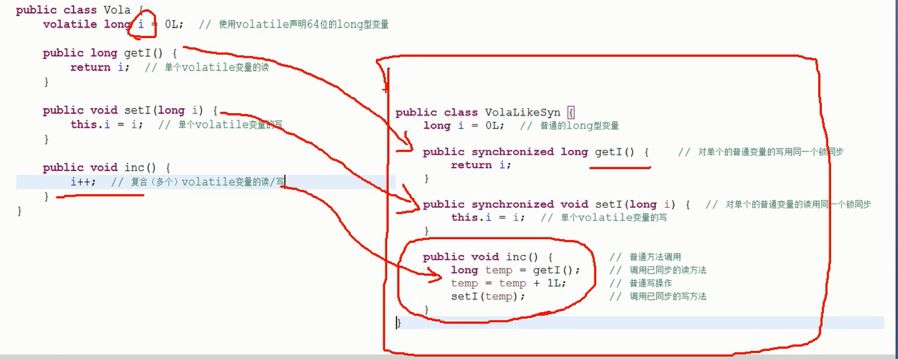 public class Vola {
volatile long i = 0L; // 使用volatile声明64位的long型变量
public long getI() {
return i; // 单个volatile变量的读
}
public void setI(long i) {
this.i = i; // 单个volatile变量的写
}
public void inc() {
i++; // 复合（多个）volatile变量的读/写
}
}
public class VolaLikeSyn {
long i = 0L; // 普通的long型变量
public synchronized long getI() { // 对单个的普通变量的写用同一个锁同步
return i;
}
public synchronized void setI(long i) { // 对单个的普通变量的读用同一个锁同步
this.i = i; // 单个volatile变量的写
}
public void inc() { // 普通方法调用
long temp = getI(); // 调用已同步的读方法
temp = temp + 1L; // 普通写操作
setI(temp); // 调用已同步的写方法
}
}